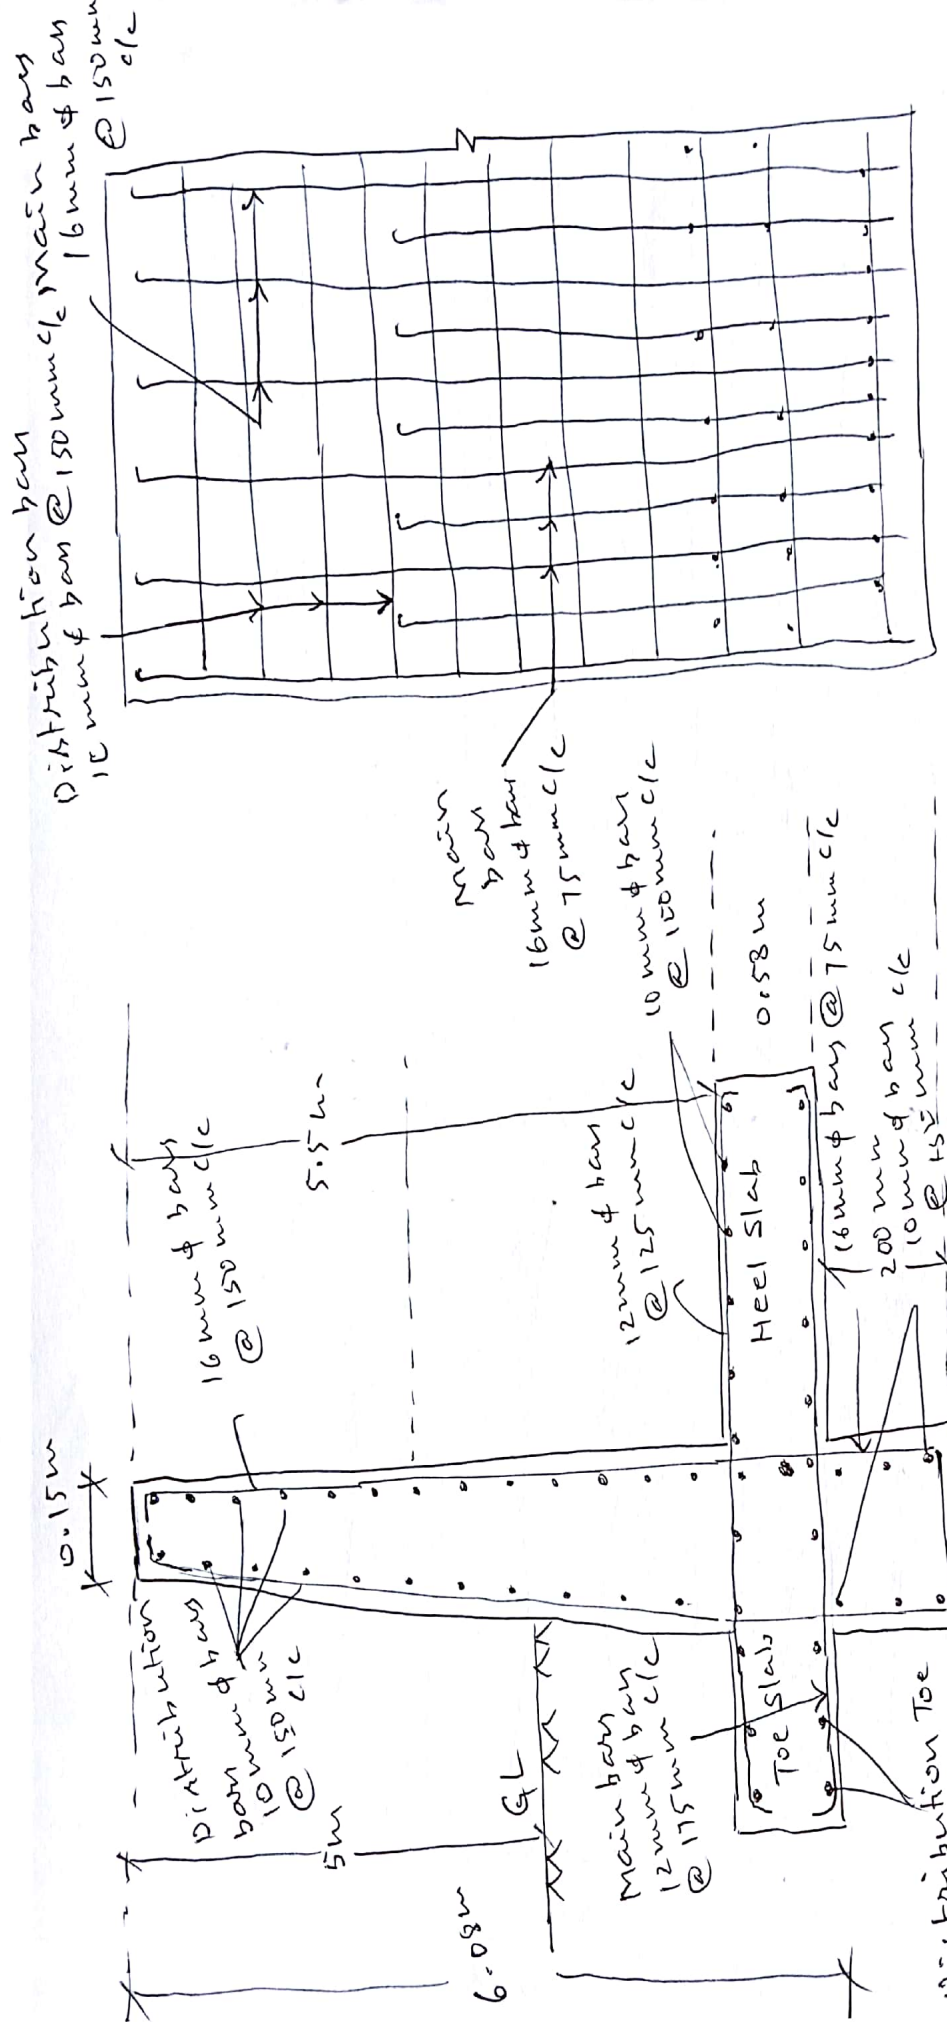 0.15m
Distribution
bars
10mm ϕ bars
@ 150mm
c/c
16mm ϕ bars
@ 150mm c/c
5.5m
5m
GL
6.08m
Main bars
12mm ϕ bars
@ 175mm c/c
12mm ϕ bars
@ 125mm c/c
10mm ϕ bars
@ 150mm c/c
Toe Slab
Heel Slab
0.58m
16mm ϕ bars @ 75mm c/c
200mm
10mm ϕ bars
c/c
Distribution Toe
Distribution bars
10mm ϕ bars @ 150mm c/c
main bars
16mm ϕ bars
@ 150mm
c/c
Main
bars
16mm ϕ bars
@ 75mm c/c